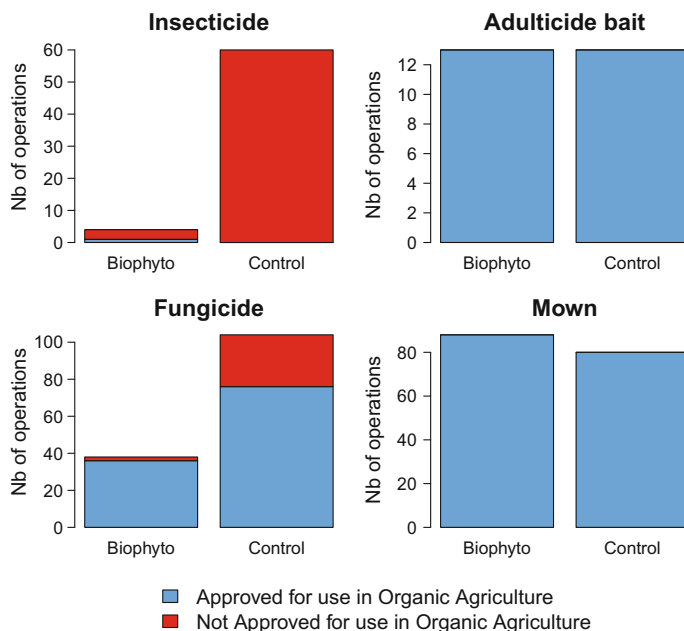 Insecticide
Nb of operations
60
50
40
30
20
10
0
Biophyto
Control
Adulticide bait
Nb of operations
12
10
8
6
4
2
0
Biophyto
Control
Fungicide
Nb of operations
100
80
60
40
20
0
Biophyto
Control
Mown
Nb of operations
80
60
40
20
0
Biophyto
Control
Approved for use in Organic Agriculture
Not Approved for use in Organic Agriculture